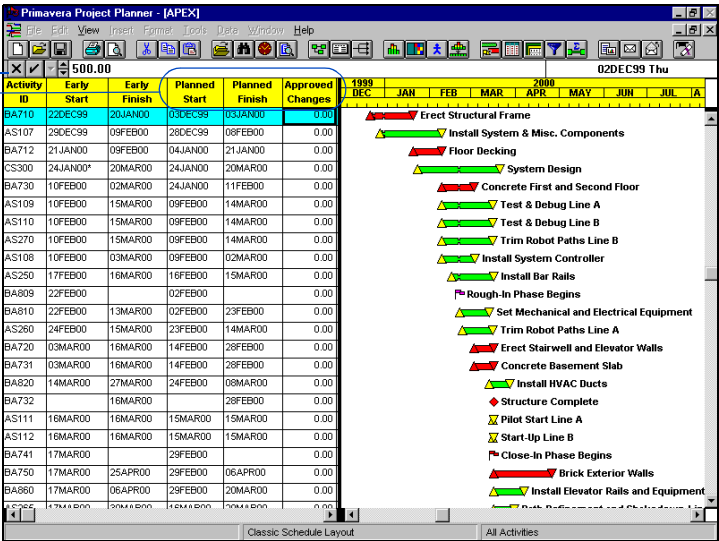 Primavera Project Planner - [APEX]
File Edit View Insert Format Tools Data Window Help
500.00 02DEC99 Thu
Activity Early Early Planned Planned Approved 1999 2000
ID Start Finish Start Finish Changes DEC JAN FEB MAR APR MAY JUN JUL A
BA710 22DEC99 20JAN00 03DEC99 03JAN00 0.00 Erect Structural Frame
AS107 29DEC99 09FEB00 28DEC99 08FEB00 0.00 Install System & Misc. Components
BA712 21JAN00 09FEB00 04JAN00 21JAN00 0.00 Floor Decking
CS300 24JAN00* 20MAR00 24JAN00 20MAR00 0.00 System Design
BA730 10FEB00 02MAR00 24JAN00 11FEB00 0.00 Concrete First and Second Floor
AS109 10FEB00 15MAR00 09FEB00 14MAR00 0.00 Test & Debug Line A
AS110 10FEB00 15MAR00 09FEB00 14MAR00 0.00 Test & Debug Line B
AS270 10FEB00 15MAR00 09FEB00 14MAR00 0.00 Trim Robot Paths Line B
AS108 10FEB00 03MAR00 09FEB00 02MAR00 0.00 Install System Controller
AS250 17FEB00 16MAR00 16FEB00 15MAR00 0.00 Install Bar Rails
BA809 22FEB00 02FEB00 0.00 Rough-In Phase Begins
BA810 22FEB00 13MAR00 02FEB00 23FEB00 0.00 Set Mechanical and Electrical Equipment
AS260 24FEB00 15MAR00 23FEB00 14MAR00 0.00 Trim Robot Paths Line A
BA720 03MAR00 16MAR00 14FEB00 28FEB00 0.00 Erect Stairwell and Elevator Walls
BA731 03MAR00 16MAR00 14FEB00 28FEB00 0.00 Concrete Basement Slab
BA820 14MAR00 27MAR00 24FEB00 08MAR00 0.00 Install HVAC Ducts
BA732 16MAR00 28FEB00 0.00 Structure Complete
AS111 16MAR00 16MAR00 15MAR00 15MAR00 0.00 Pilot Start Line A
AS112 16MAR00 16MAR00 15MAR00 15MAR00 0.00 Start-Up Line B
BA741 17MAR00 29FEB00 0.00 Close-In Phase Begins
BA750 17MAR00 25APR00 29FEB00 06APR00 0.00 Brick Exterior Walls
BA860 17MAR00 06APR00 29FEB00 20MAR00 0.00 Install Elevator Rails and Equipment
AS265 17MAR00 30MAR00 16MAR00 0.00 Path Refinement and Shakedown
Classic Schedule Layout All Activities